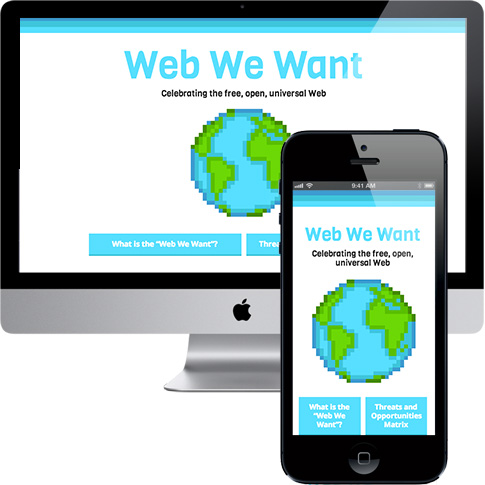 Web We Want
Celebrating the free, open, universal Web
What is the "Web We Want"?
9:41 AM
Web We Want
Celebrating the free, open,
universal Web
What is the
"Web We
Want"?
Threats and
Opportunities
Matrix